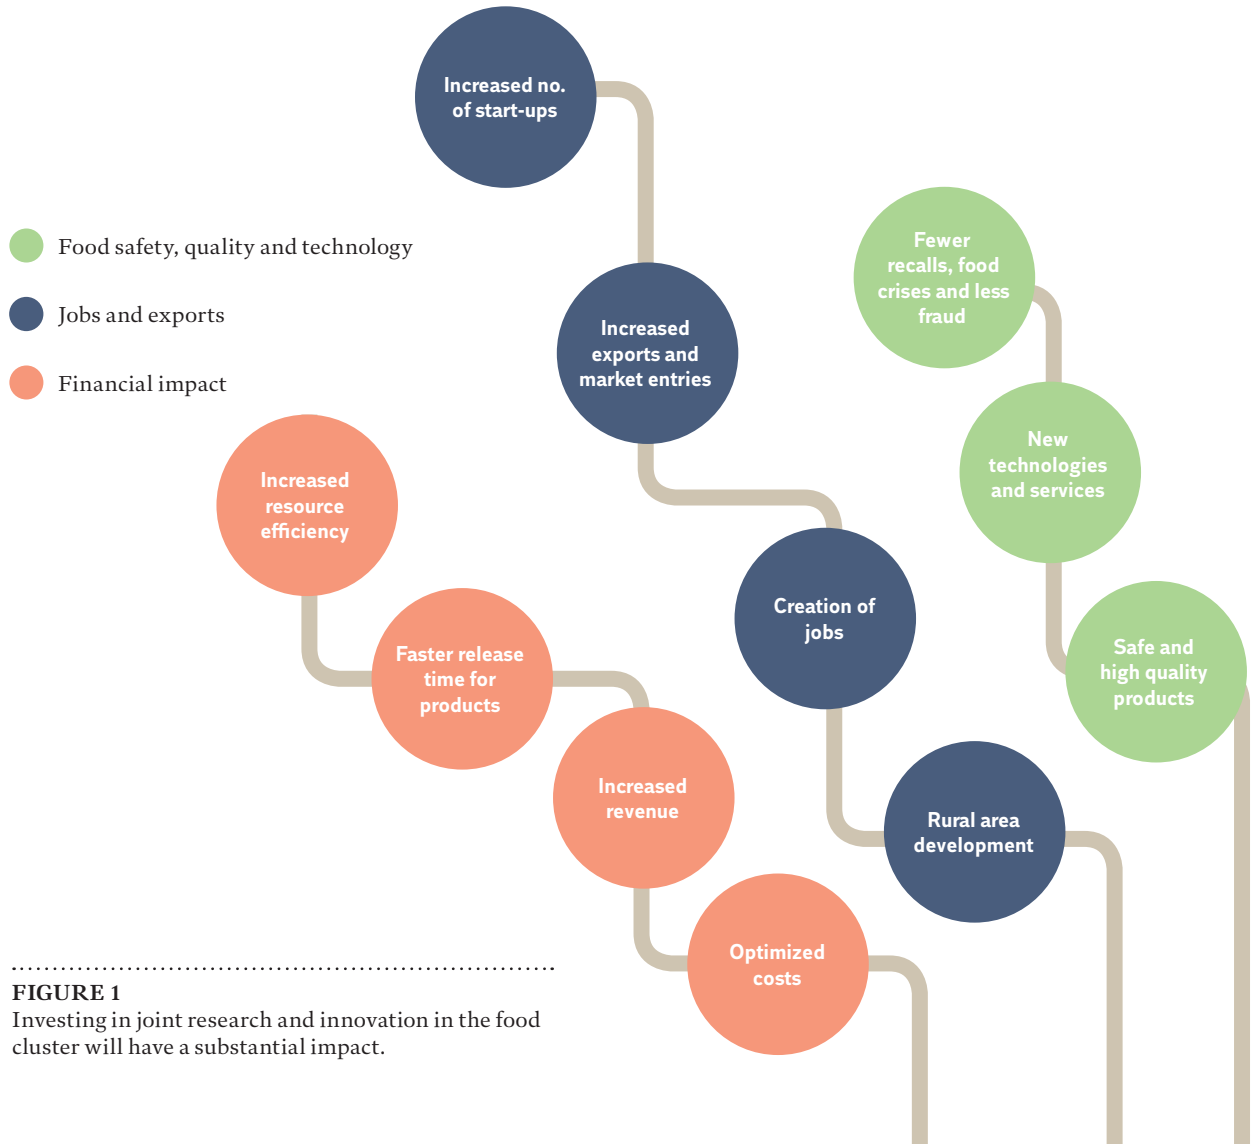 Increased no.
of start-ups
Food safety, quality and technology
Jobs and exports
Financial impact
Fewer
recalls, food
crises and less
fraud
Increased
exports and
market entries
New
technologies
and services
Increased
resource
efficiency
Creation of
jobs
Safe and
high quality
products
Faster release
time for
products
Increased
revenue
Rural area
development
Optimized
costs
FIGURE 1
Investing in joint research and innovation in the food
cluster will have a substantial impact.